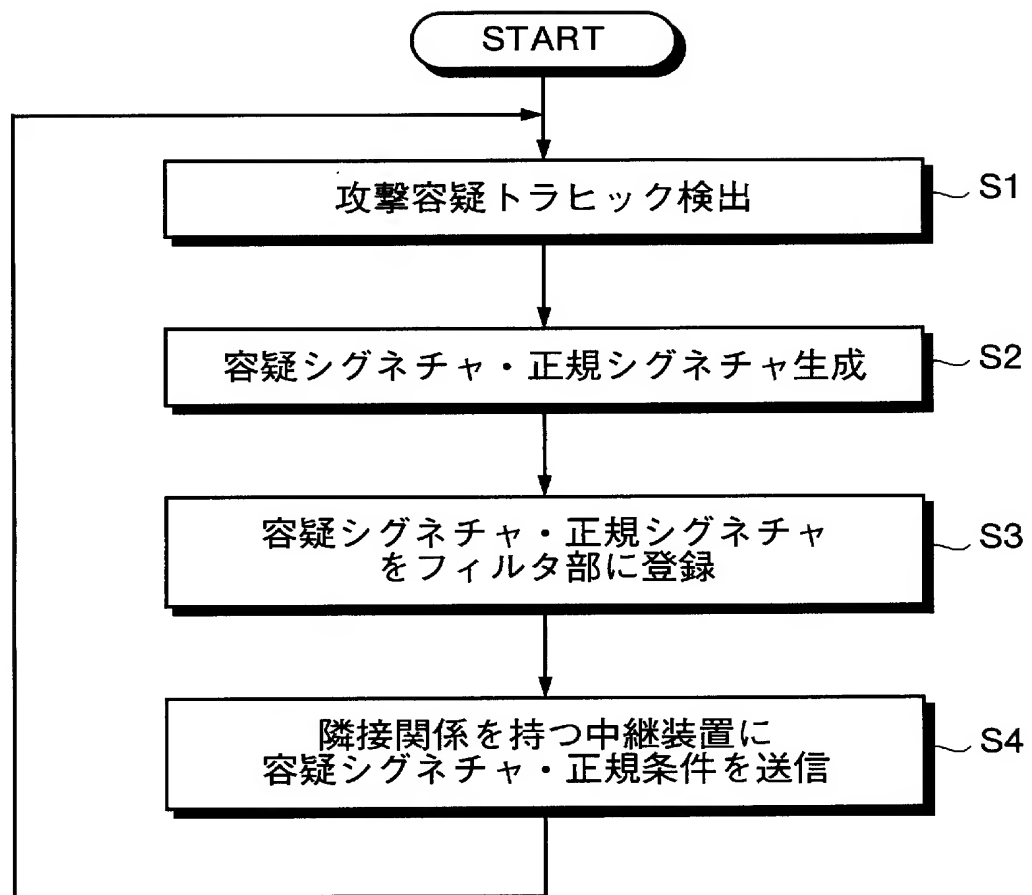 START
攻撃容疑トラヒック検出
S1
容疑シグネチャ・正規シグネチャ生成
S2
容疑シグネチャ・正規シグネチャ
をフィルタ部に登録
S3
隣接関係を持つ中継装置に
容疑シグネチャ・正規条件を送信
S4